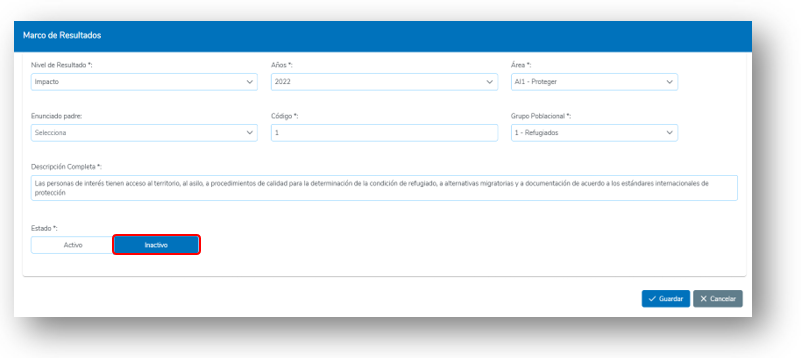 Marco de Resultados
Nivel de Resultado *:
Años *:
Área *:
Impacto
2022
AI1 - Proteger
Enunciado padre:
Código *:
Grupo Poblacional *:
Selecciona
1
1 - Refugiados
Descripción Completa *:
Las personas de interés tienen acceso al territorio, al asilo, a procedimientos de calidad para la determinación de la condición de refugiado, a alternativas migratorias y a documentación de acuerdo a los estándares internacionales de
protección
Estado *:
Activo
Inactivo
Guardar
Cancelar